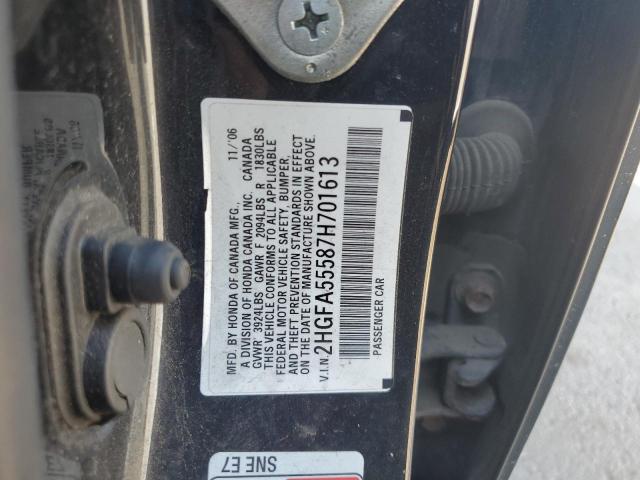 MFD. BY HONDA OF CANADA MFG., 11/'06
A DIVISION OF HONDA CANADA INC. CANADA
GVWR 3924LBS GAWR F 2094LBS R 1830LBS
THIS VEHICLE CONFORMS TO ALL APPLICABLE
FEDERAL MOTOR VEHICLE SAFETY, BUMPER,
AND THEFT PREVENTION STANDARDS IN EFFECT
ON THE DATE OF MANUFACTURE SHOWN ABOVE.
V.I.N. 2HGFA55587H701613
PASSENGER CAR
SNE E7